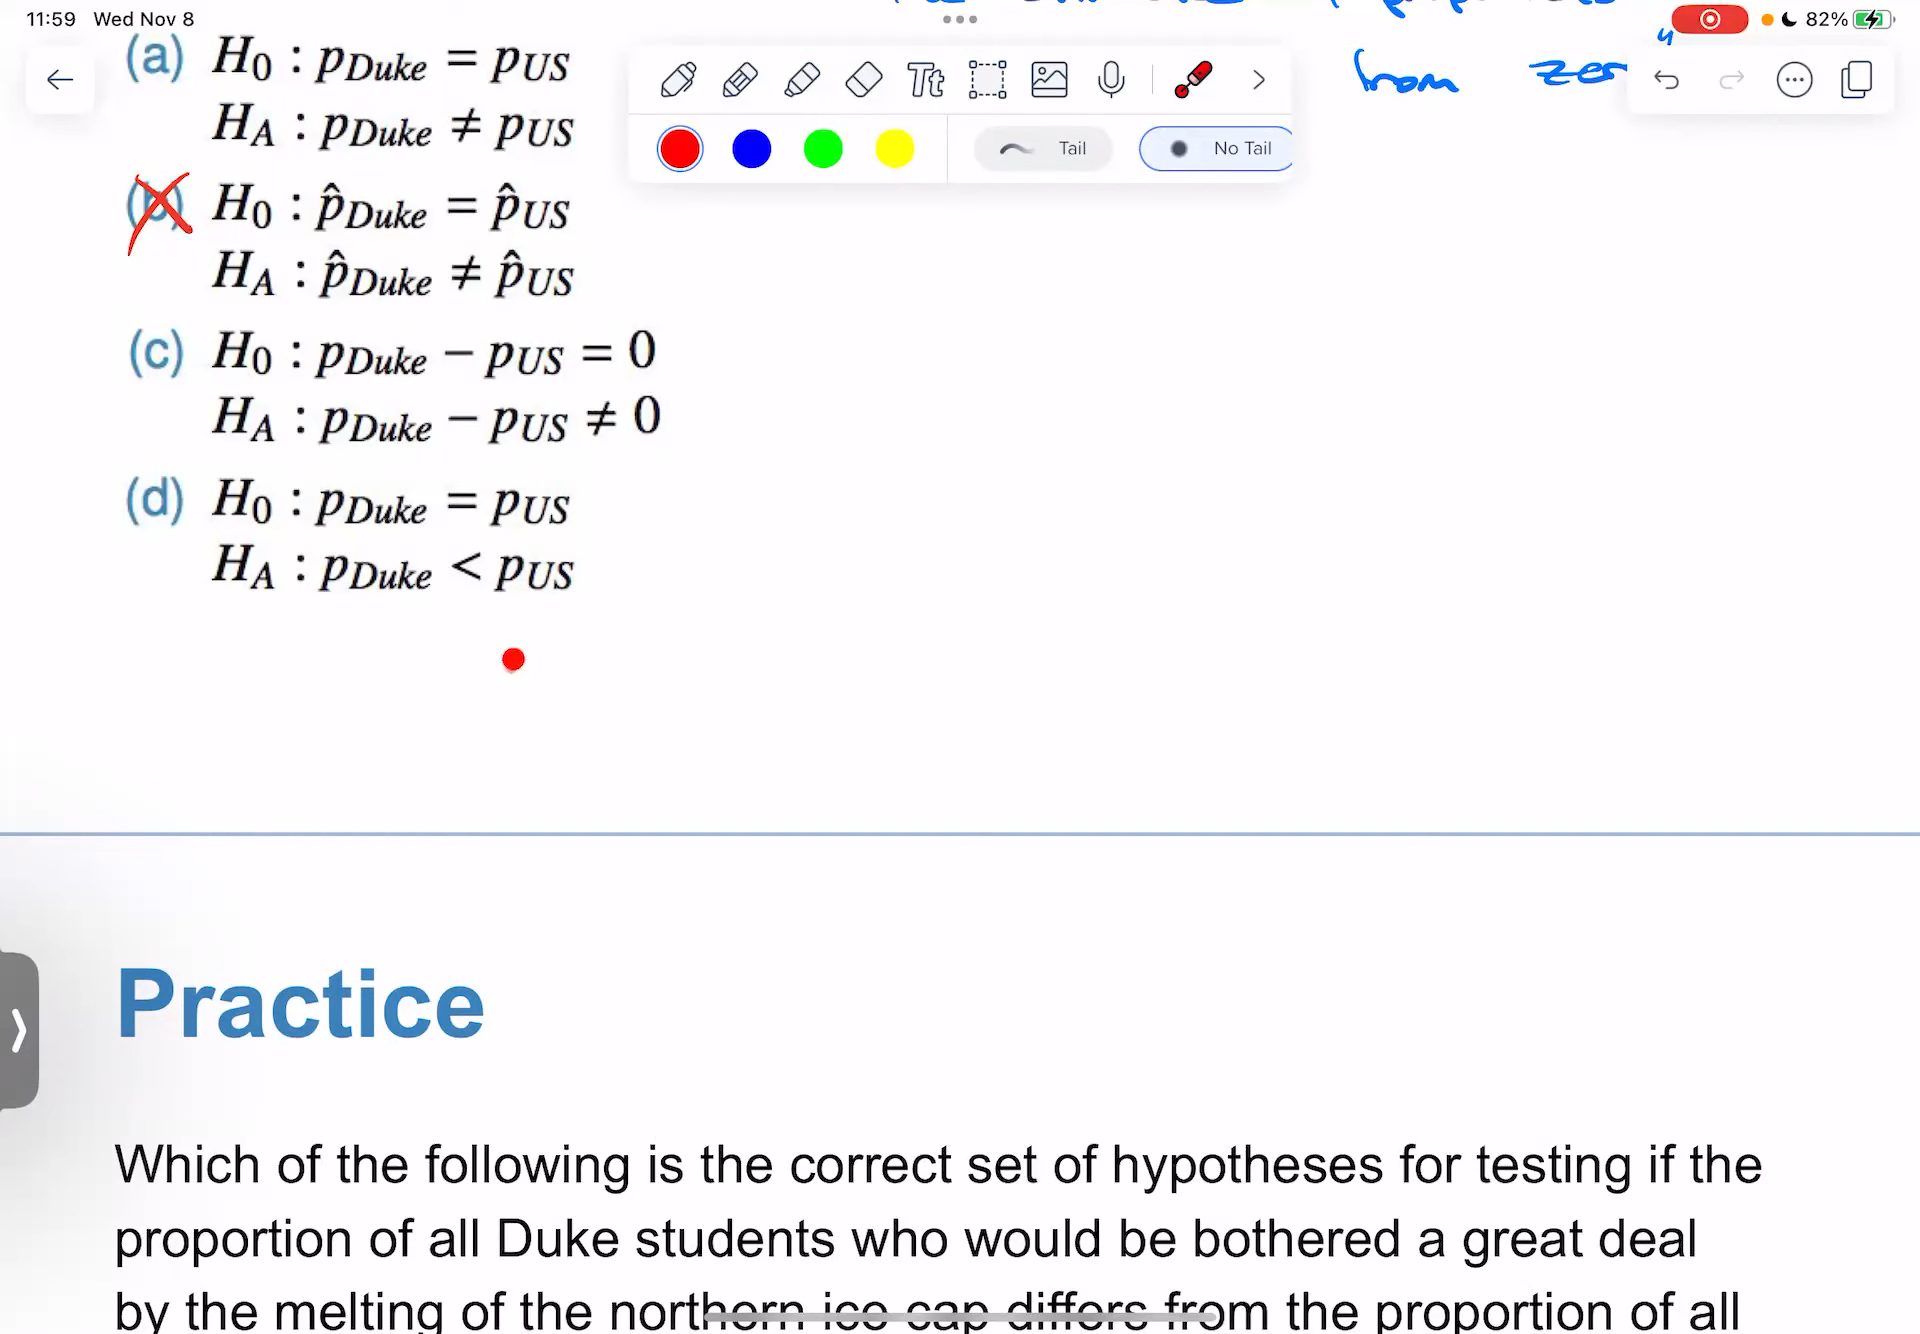 11:59 Wed Nov 8
82%
from
(a) H0 : pDuke = pUS
HA : pDuke ≠ pUS
Tt
Tail
No Tail
(b) H0 : p̂Duke = p̂US
HA : p̂Duke ≠ p̂US
(c) H0 : pDuke − pUS = 0
HA : pDuke − pUS ≠ 0
(d) H0 : pDuke = pUS
HA : pDuke < pUS
Practice
Which of the following is the correct set of hypotheses for testing if the
proportion of all Duke students who would be bothered a great deal
by the melting of the northern ice cap differs from the proportion of all